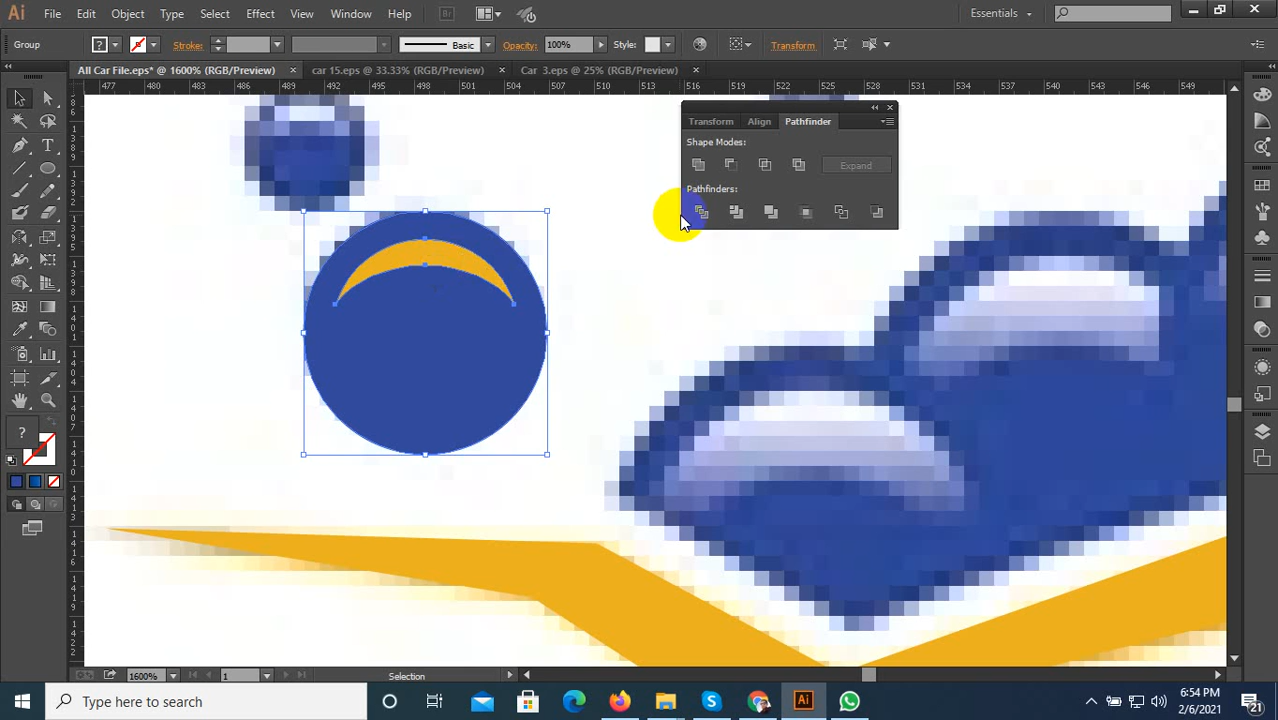 Ai File Edit Object Type Select Effect View Window Help Br Essentials
Group Stroke: Basic Opacity: 100% Style: Transform
All Car File.eps* @ 1600% (RGB/Preview) × car 15.eps @ 33.33% (RGB/Preview) × Car 3.eps @ 25% (RGB/Preview) ×
477 480 483 486 489 492 495 498 501 504 507 510 513 516 519 522 525 528 531 534 537 540 543 546 549
Transform Align Pathfinder
Shape Modes:
Expand
Pathfinders:
? ?
1600% 1 Selection
Type here to search
Ai
6:54 PM
2/6/2021
21